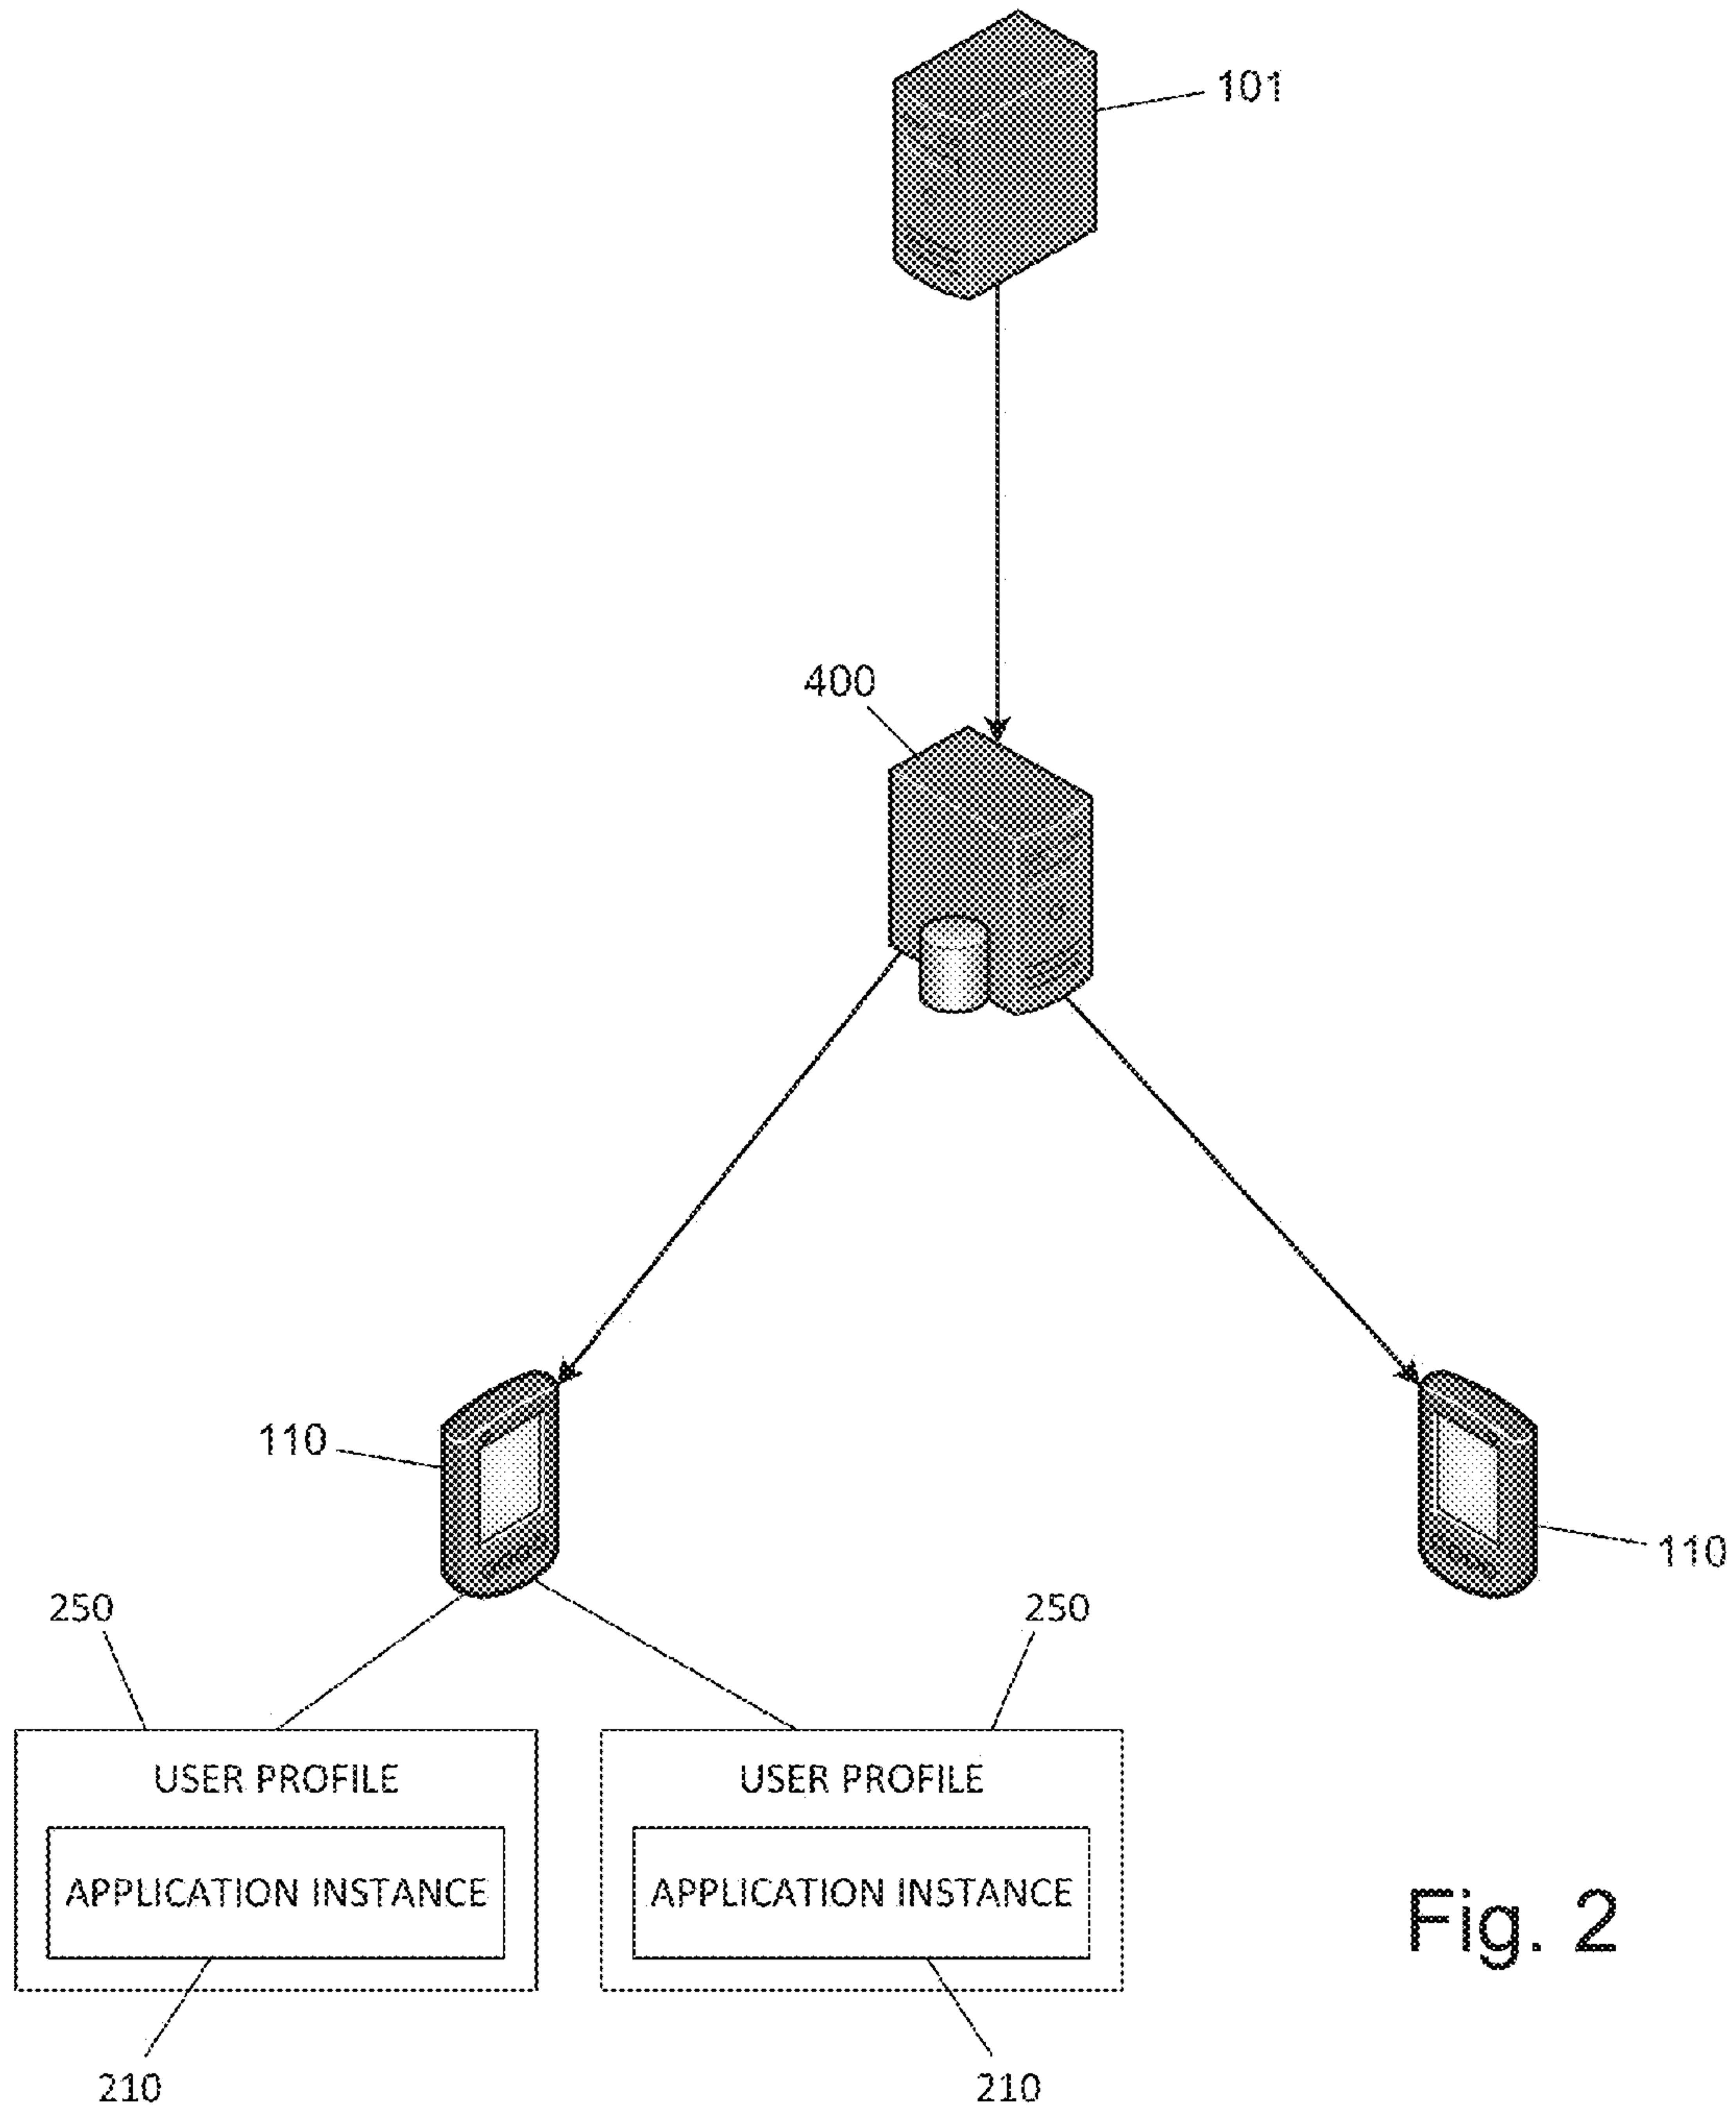 101
400
110
110
250
250
USER PROFILE
USER PROFILE
APPLICATION INSTANCE
APPLICATION INSTANCE
Fig. 2
210
210